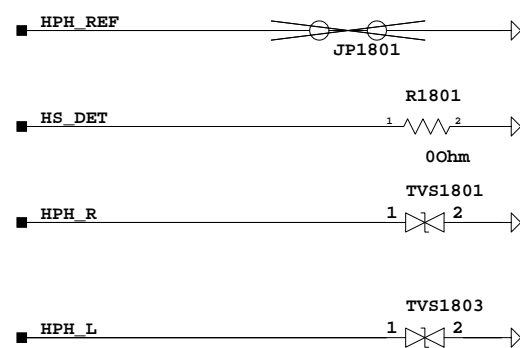 HPH_REF
JP1801
R1801
HS_DET
1 2
0Ohm
TVS1801
HPH_R
1 2
TVS1803
HPH_L
1 2